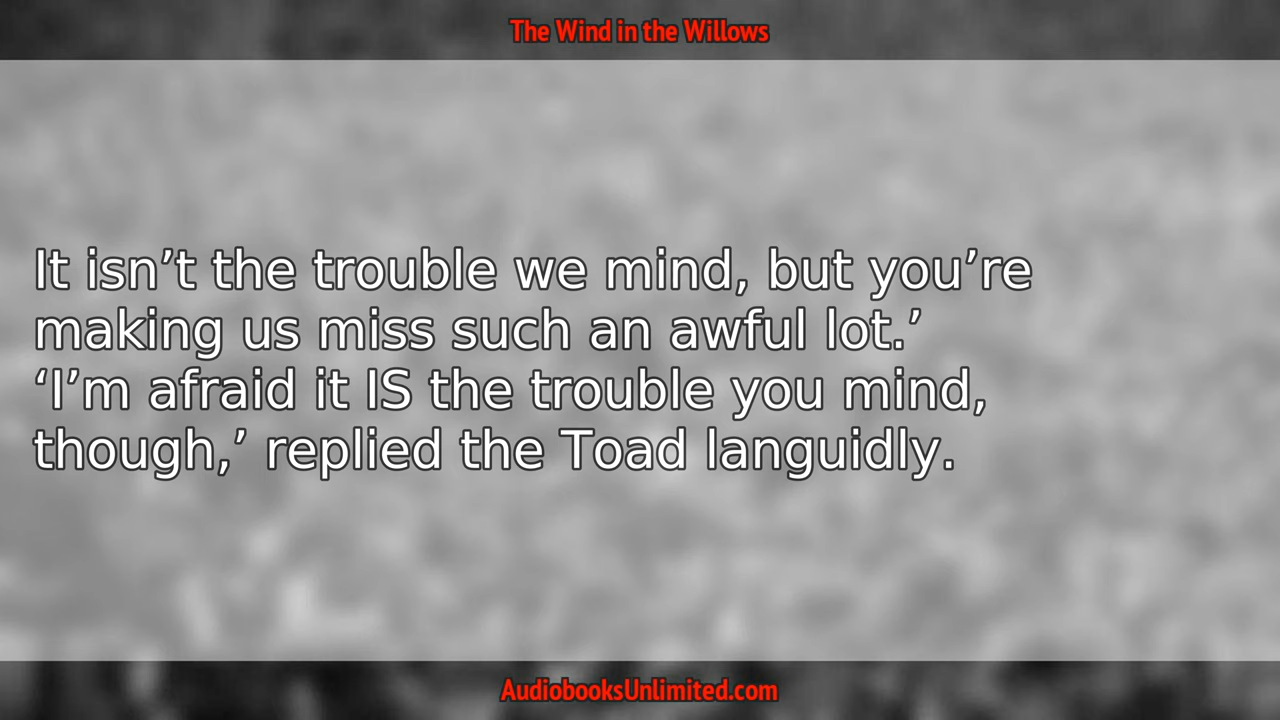 The Wind in the Willows
It isn’t the trouble we mind, but you’re
making us miss such an awful lot.’
‘I’m afraid it IS the trouble you mind,
though,’ replied the Toad languidly.
AudiobooksUnlimited.com